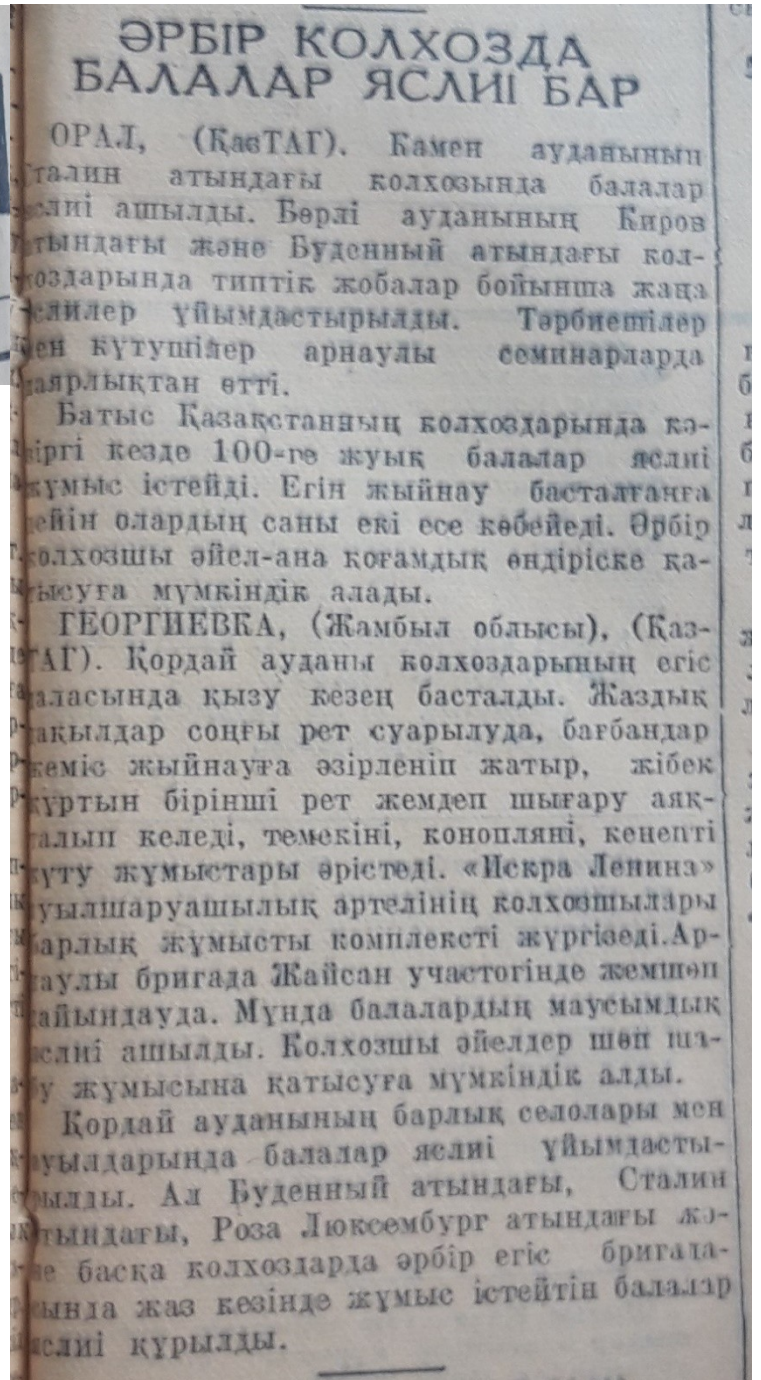 ӘРБІР КОЛХОЗДА
БАЛАЛАР ЯСЛИІ БАР
ОРАЛ, (ҚазТАГ). Камен ауданының
Сталин атындағы колхозында балалар
яслиі ашылды. Бөрлі ауданының Киров
атындағы және Буденный атындағы кол-
хоздарында типтік жобалар бойынша жаңа
яслилер ұйымдастырылды. Тәрбиешілер
мен күтушілер арнаулы семинарларда
даярлықтан өтті.
Батыс Қазақстанның колхоздарында кә-
зіргі кезде 100-ге жуық балалар яслиі
жұмыс істейді. Егін жыйнау басталғанға
дейін олардың саны екі есе көбейеді. Әрбір
колхозшы әйел-ана қоғамдық өндіріске қа-
тысуға мүмкіндік алады.
ГЕОРГИЕВКА, (Жамбыл облысы), (Қаз-
ТАГ). Қордай ауданы колхоздарының егіс
даласында қызу кезең басталды. Жаздық
дақылдар соңғы рет суарылуда, бағбандар
жеміс жыйнауға әзірленіп жатыр, жібек
құртын бірінші рет жемдеп шығару аяқ-
талып келеді, темекіні, конопляні, кенепті
күту жұмыстары өрістеді. «Искра Ленина»
ауылшаруашылық артелінің колхозшылары
барлық жұмысты комплексті жүргізеді.Ар-
наулы бригада Жайсан участогінде жемшөп
дайындауда. Мұнда балалардың маусымдық
яслиі ашылды. Колхозшы әйелдер шөп ша-
бу жұмысына қатысуға мүмкіндік алды.
Қордай ауданының барлық селолары мен
ауылдарында балалар яслиі ұйымдасты-
рылды. Ал Буденный атындағы, Сталин
атындағы, Роза Люксембург атындағы жә-
не басқа колхоздарда әрбір егіс бригада-
сында жаз кезінде жұмыс істейтін балалар
яслиі құрылды.